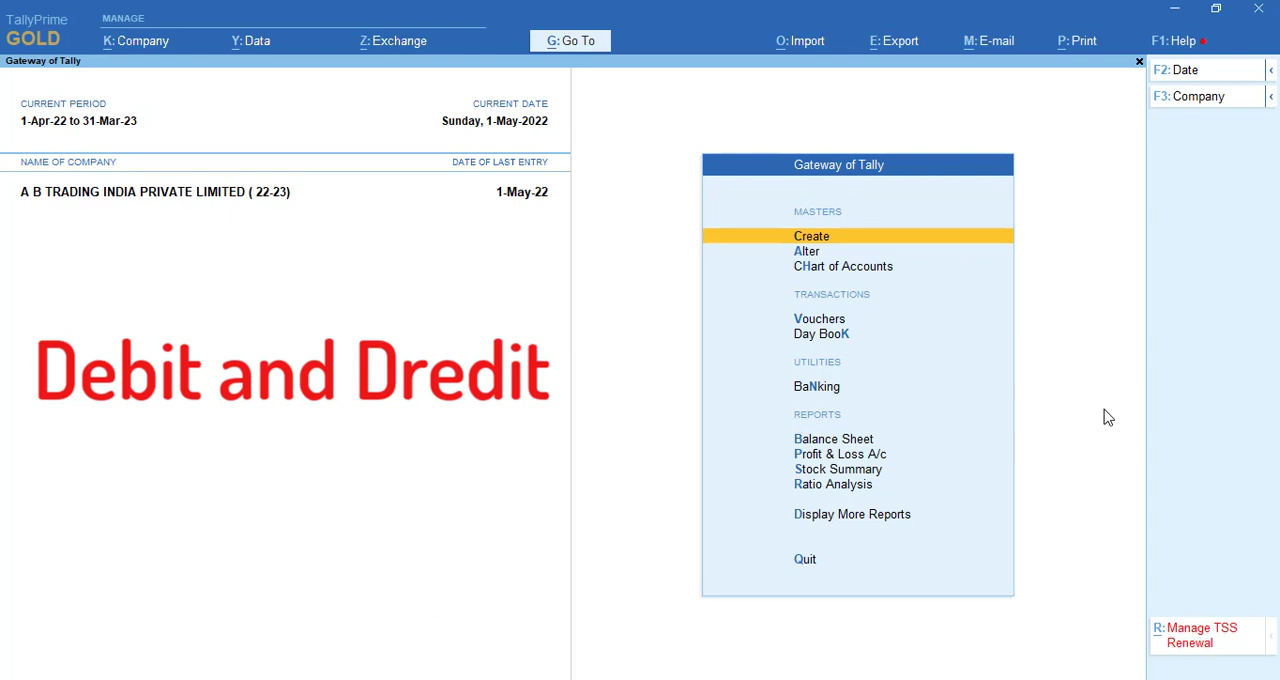 TallyPrime
GOLD
MANAGE
K: Company
Y: Data
Z: Exchange
G: Go To
O: Import
E: Export
M: E-mail
P: Print
F1: Help
Gateway of Tally
CURRENT PERIOD
CURRENT DATE
1-Apr-22 to 31-Mar-23
Sunday, 1-May-2022
NAME OF COMPANY
DATE OF LAST ENTRY
A B TRADING INDIA PRIVATE LIMITED ( 22-23)
1-May-22
Debit and Dredit
Gateway of Tally
MASTERS
Create
Alter
CHart of Accounts
TRANSACTIONS
Vouchers
Day BooK
UTILITIES
BaNking
REPORTS
Balance Sheet
Profit & Loss A/c
Stock Summary
Ratio Analysis
Display More Reports
Quit
F2: Date
F3: Company
R: Manage TSS
Renewal